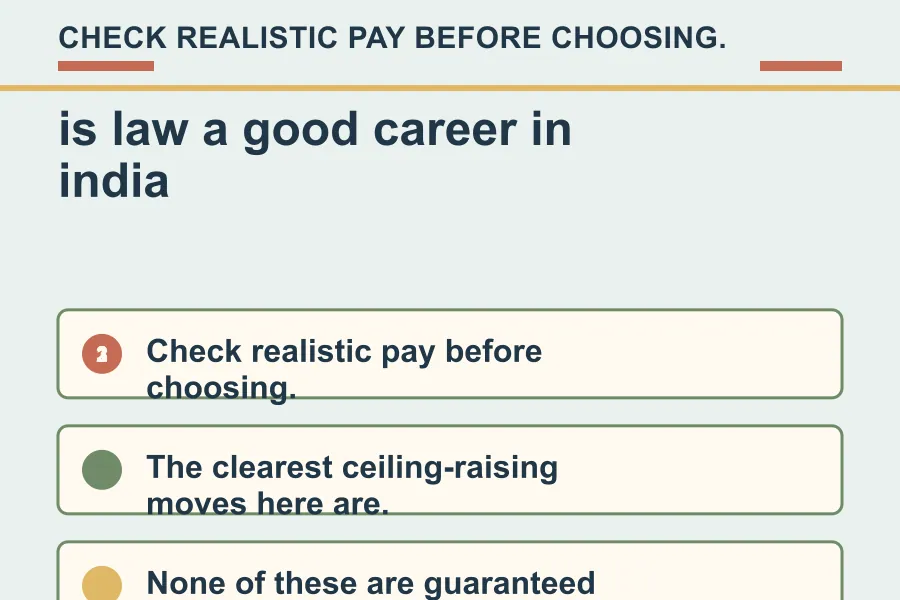 CHECK REALISTIC PAY BEFORE CHOOSING.
is law a good career in
india
Check realistic pay before
choosing.
The clearest ceiling-raising
moves here are.
None of these are guaranteed